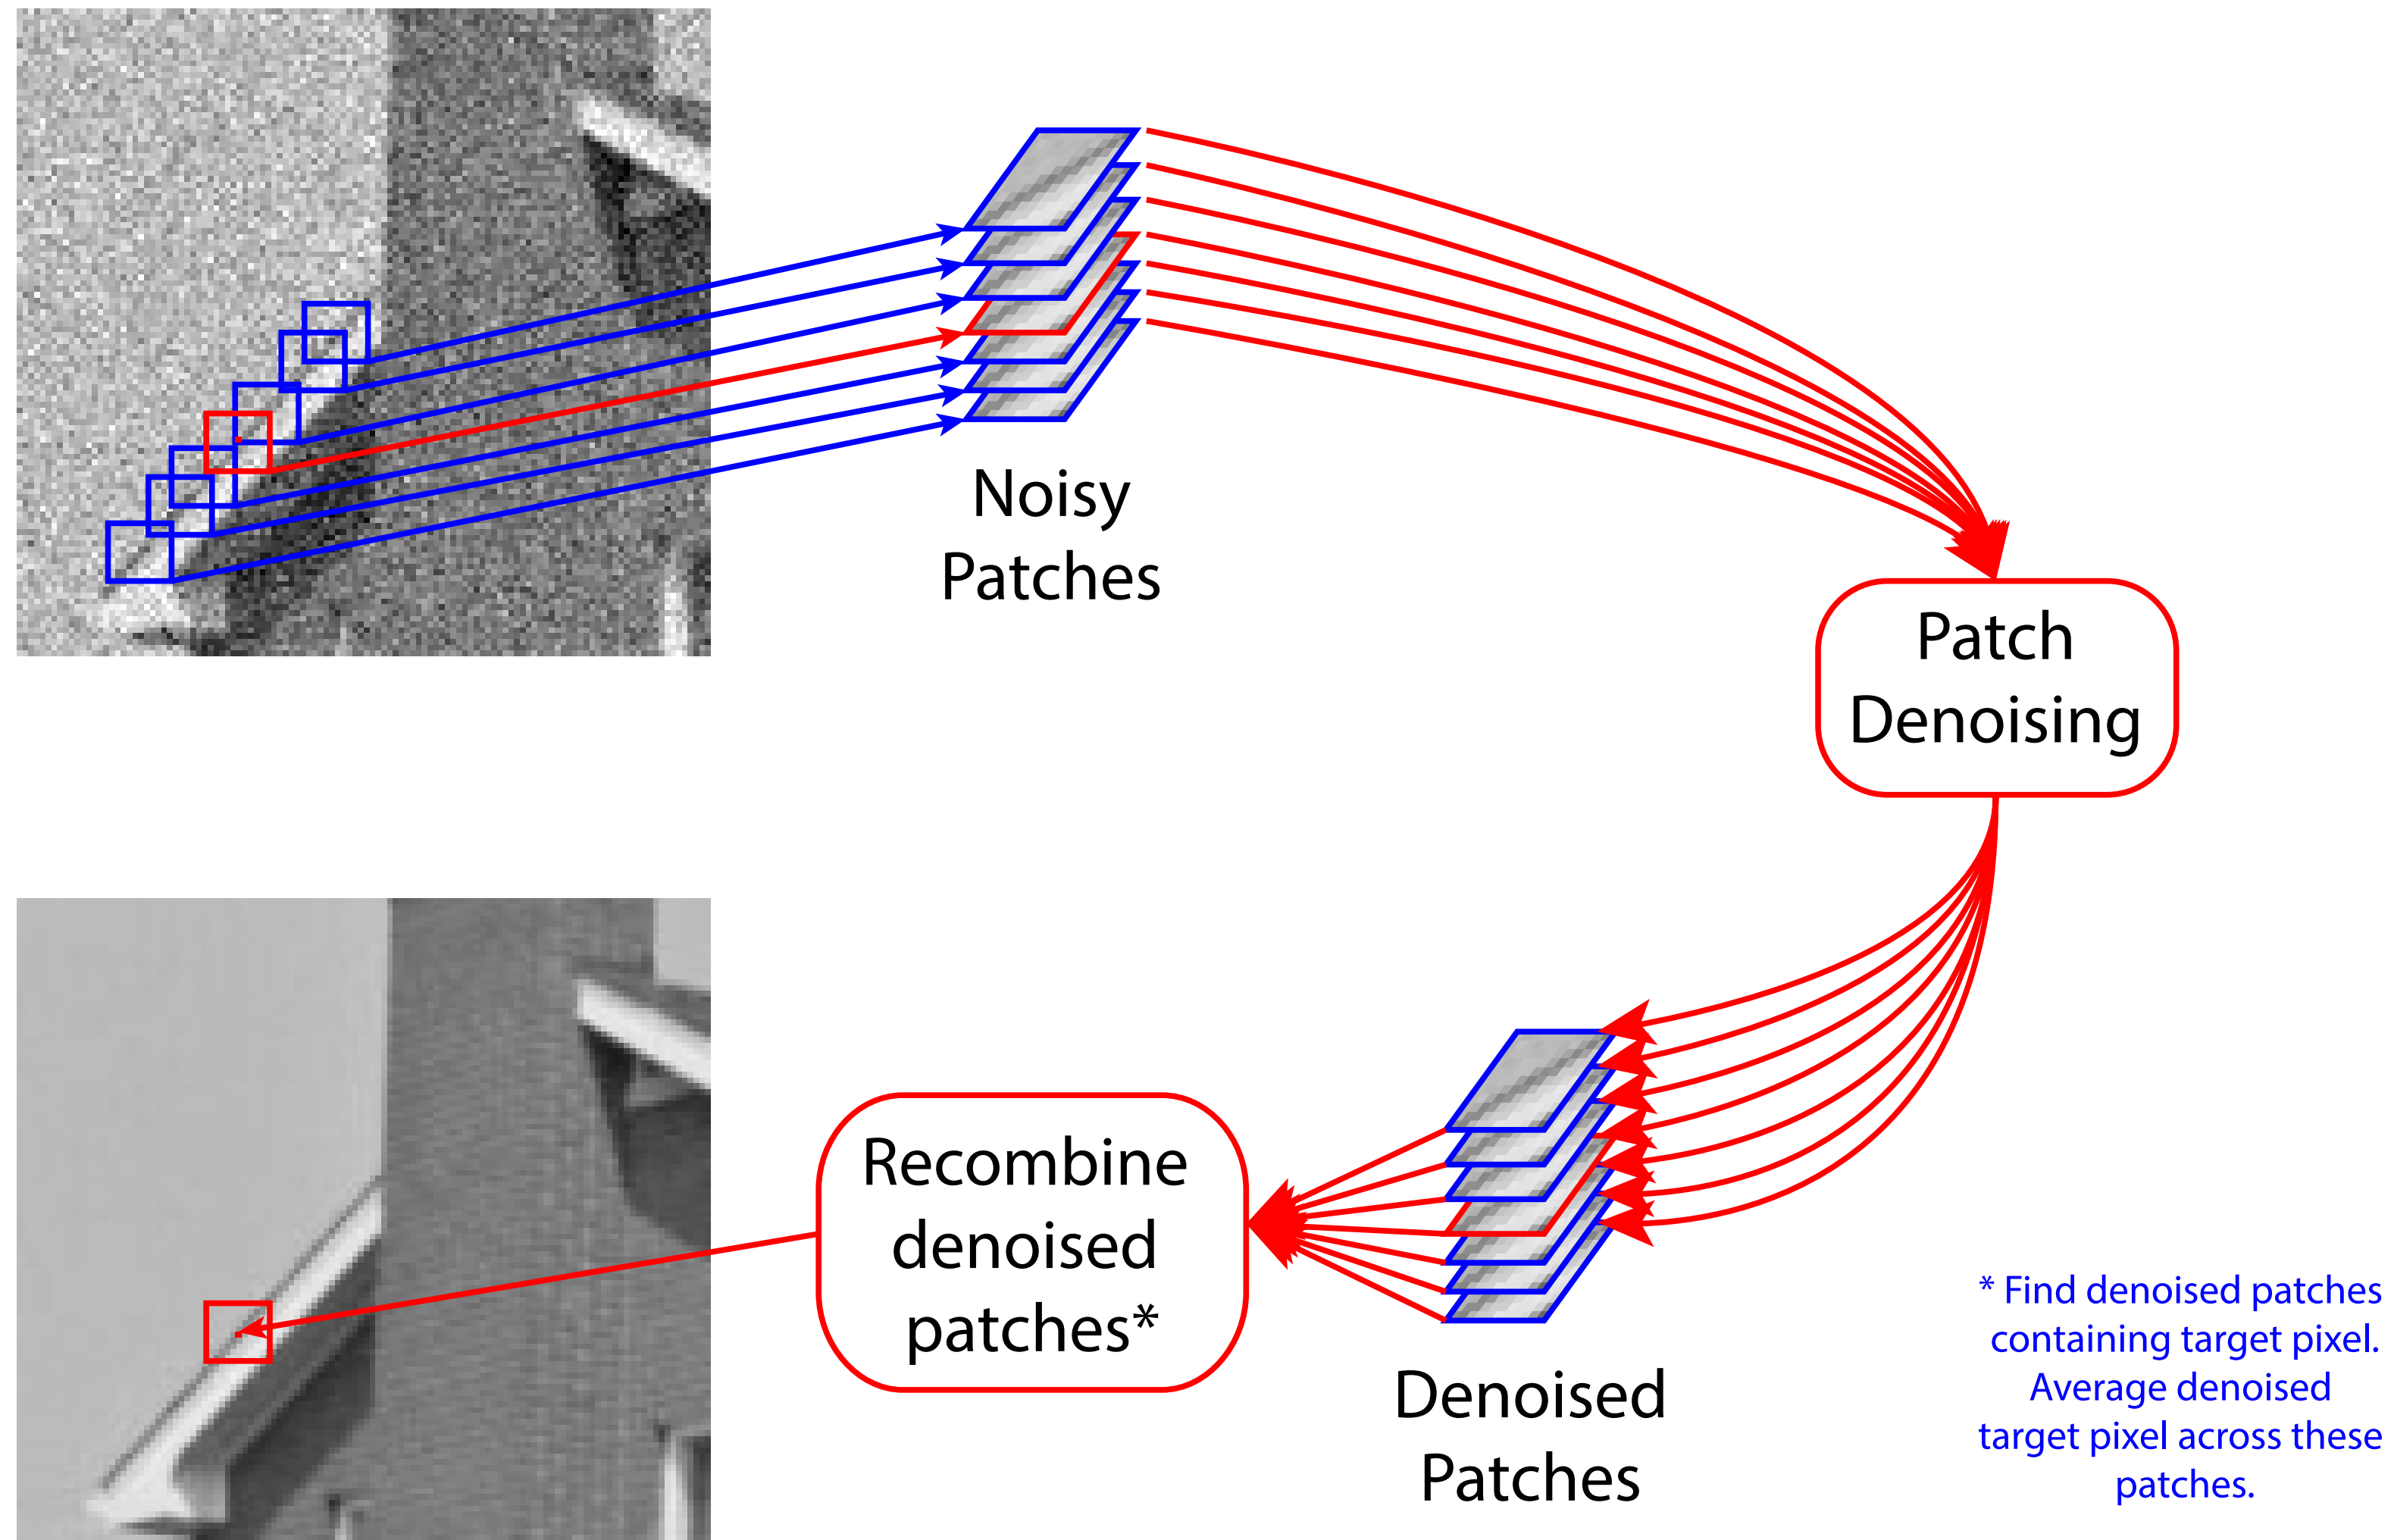 Noisy
Patches
Patch
Denoising
Recombine
denoised
patches*
Denoised
Patches
* Find denoised patches
containing target pixel.
Average denoised
target pixel across these
patches.